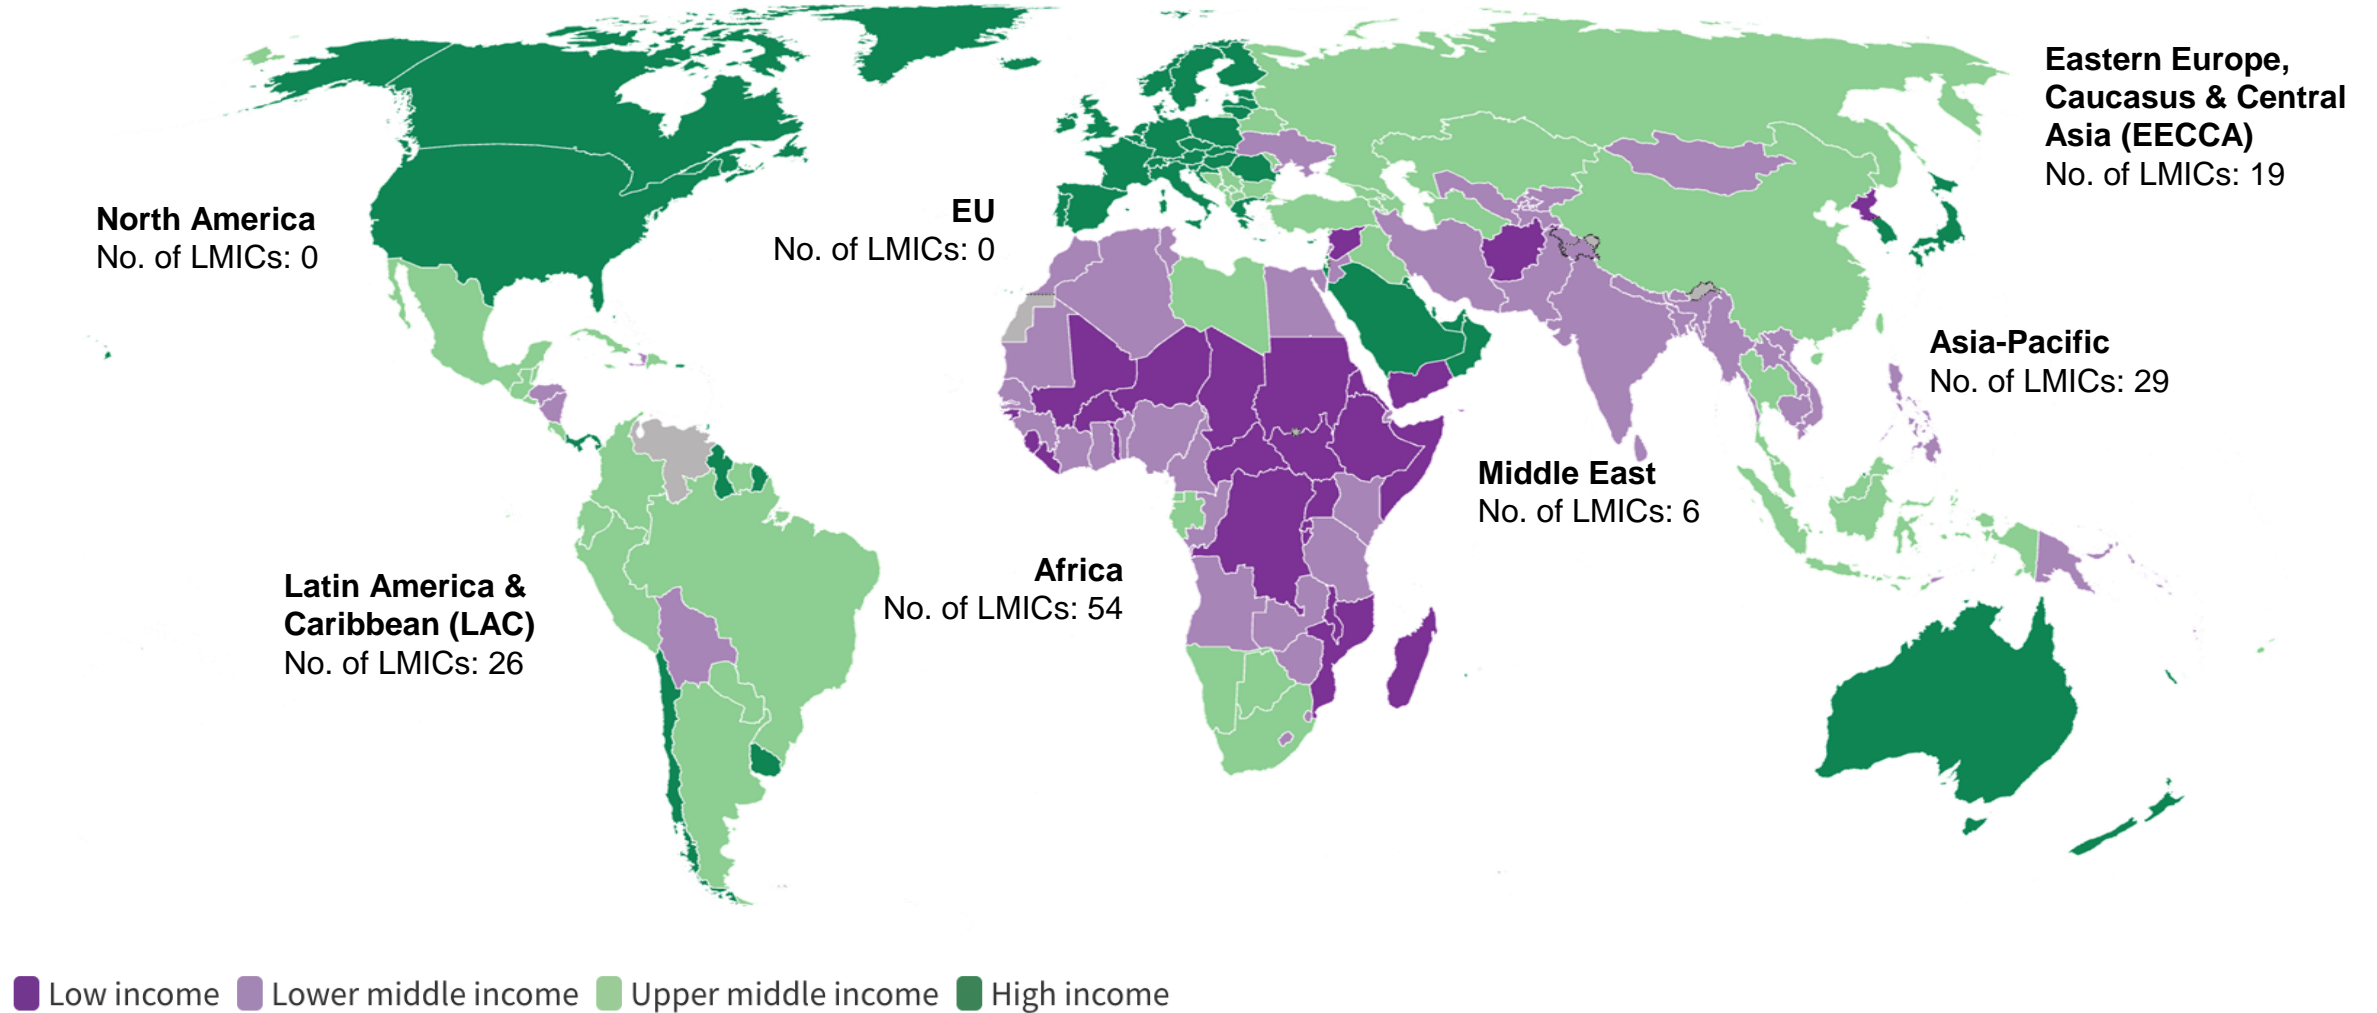 Eastern Europe,
Caucasus & Central
Asia (EECCA)
No. of LMICs: 19
North America
No. of LMICs: 0
EU
No. of LMICs: 0
Asia-Pacific
No. of LMICs: 29
Middle East
No. of LMICs: 6
Africa
No. of LMICs: 54
Latin America &
Caribbean (LAC)
No. of LMICs: 26
Low income
Lower middle income
Upper middle income
High income